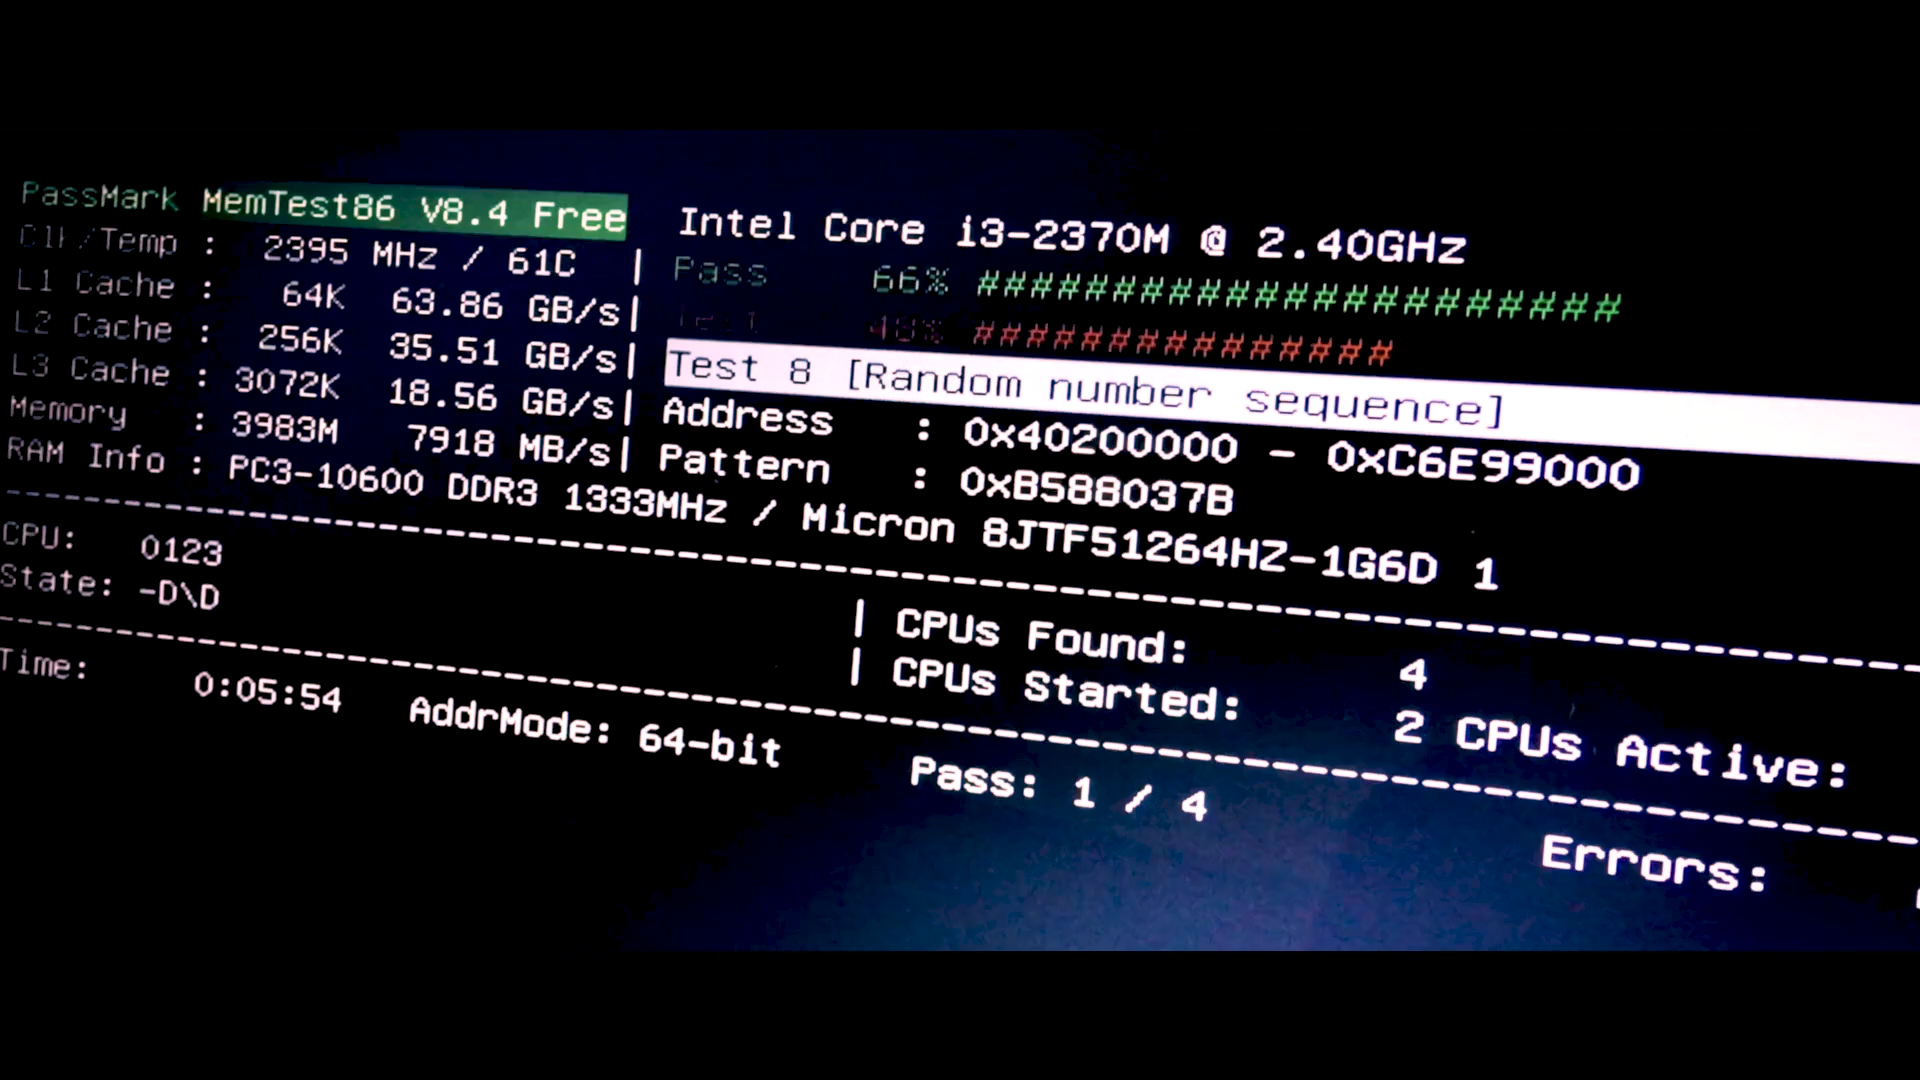 PassMark MemTest86 V8.4 Free Intel Core i3-2370M @ 2.40GHz
Clk/Temp : 2395 MHz / 61C | Pass 66% ########################
L1 Cache : 64K 63.86 GB/s| Test 48% ################
L2 Cache : 256K 35.51 GB/s| Test 8 [Random number sequence]
L3 Cache : 3072K 18.56 GB/s| Address : 0x40200000 - 0xC6E99000
Memory : 3983M 7918 MB/s| Pattern : 0xB588037B
RAM Info : PC3-10600 DDR3 1333MHz / Micron 8JTF51264HZ-1G6D 1
CPU: 0123 | CPUs Found: 4
State: -D\D | CPUs Started: 2 CPUs Active:
Time: 0:05:54 AddrMode: 64-bit Pass: 1 / 4 Errors: